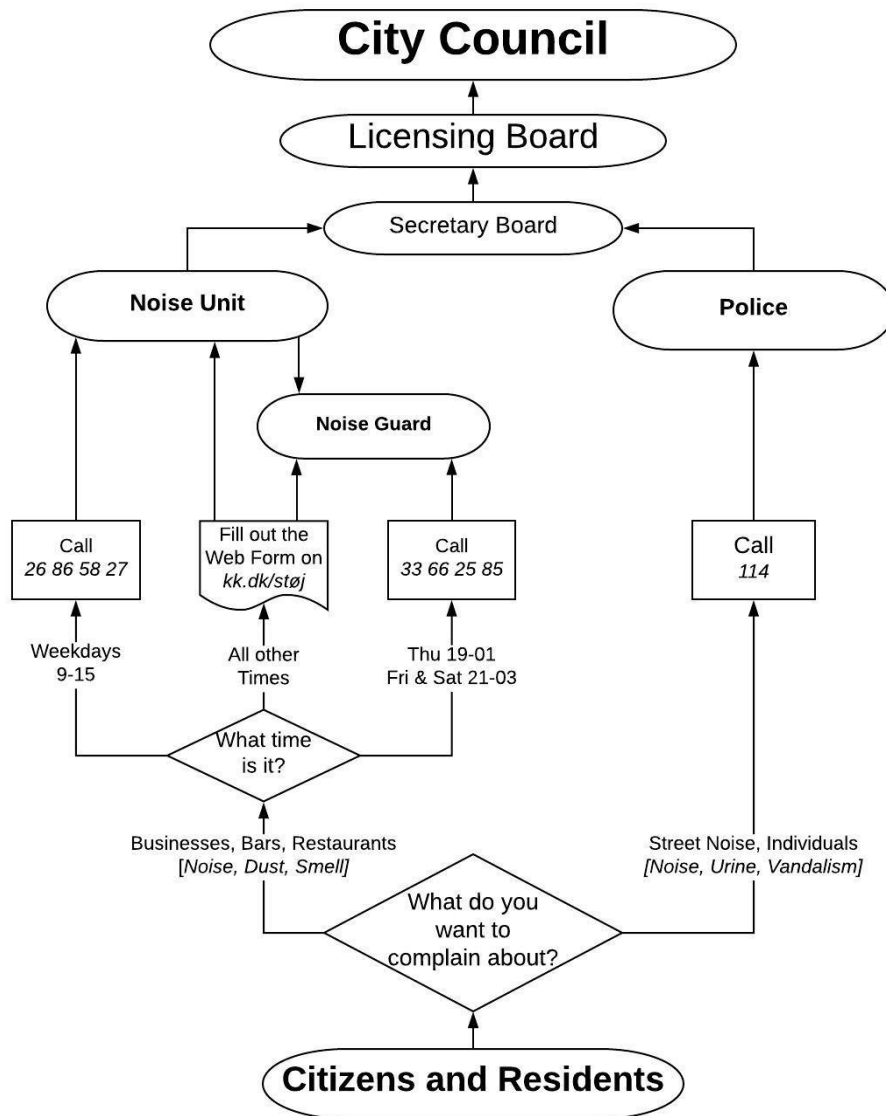 City Council
Licensing Board
Secretary Board
Noise Unit
Police
Noise Guard
Call
26 86 58 27
Fill out the
Web Form on
kk.dk/støj
Call
33 66 25 85
Call
114
Weekdays
9-15
All other
Times
Thu 19-01
Fri & Sat 21-03
What time
is it?
Businesses, Bars, Restaurants
[Noise, Dust, Smell]
Street Noise, Individuals
[Noise, Urine, Vandalism]
What do you
want to
complain about?
Citizens and Residents